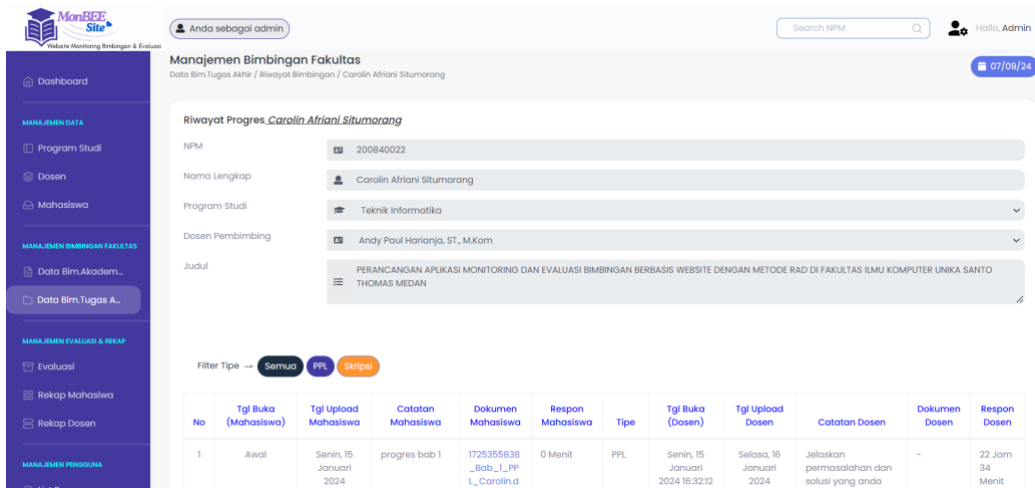 MonBEE
Site
Website Monitoring Bimbingan & Evaluasi
Anda sebagai admin
Search NPM
Hallo, Admin
Manajemen Bimbingan Fakultas
Data Bim.Tugas Akhir / Riwayat Bimbingan / Carolin Afriani Situmorang
07/09/24
Dashboard
MANAJEMEN DATA
Program Studi
Dosen
Mahasiswa
MANAJEMEN BIMBINGAN FAKULTAS
Data Bim.Akadem...
Data Bim.Tugas A...
MANAJEMEN EVALUASI & REKAP
Evaluasi
Rekap Mahasiwa
Rekap Dosen
MANAJEMEN PENGGUNA
Riwayat Progres Carolin Afriani Situmorang
NPM
200840022
Nama Lengkap
Carolin Afriani Situmorang
Program Studi
Teknik Informatika
Dosen Pembimbing
Andy Paul Harianja, ST., M.Kom
Judul
PERANCANGAN APLIKASI MONITORING DAN EVALUASI BIMBINGAN BERBASIS WEBSITE DENGAN METODE RAD DI FAKULTAS ILMU KOMPUTER UNIKA SANTO
THOMAS MEDAN
Filter Tipe → Semua PPL Skripsi
No
Tgl Buka
(Mahasiswa)
Tgl Upload
Mahasiswa
Catatan
Mahasiswa
Dokumen
Mahasiswa
Respon
Mahasiswa
Tipe
Tgl Buka
(Dosen)
Tgl Upload
Dosen
Catatan Dosen
Dokumen
Dosen
Respon
Dosen
1
Awal
Senin, 15
Januari
2024
progres bab 1
1725355838
_Bab_1_PP
L_Carolin.d
0 Menit
PPL
Senin, 15
Januari
2024 16:32:12
Selasa, 16
Januari
2024
Jelaskan
permasalahan dan
solusi yang anda
-
22 Jam
34
Menit